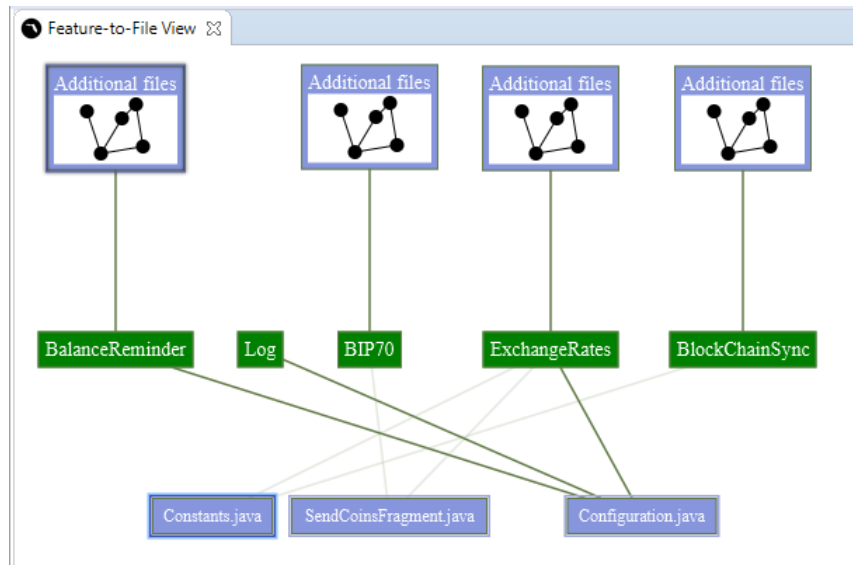 Feature-to-File View
Additional files
Additional files
Additional files
Additional files
BalanceReminder
Log
BIP70
ExchangeRates
BlockChainSync
Constants.java
SendCoinsFragment.java
Configuration.java